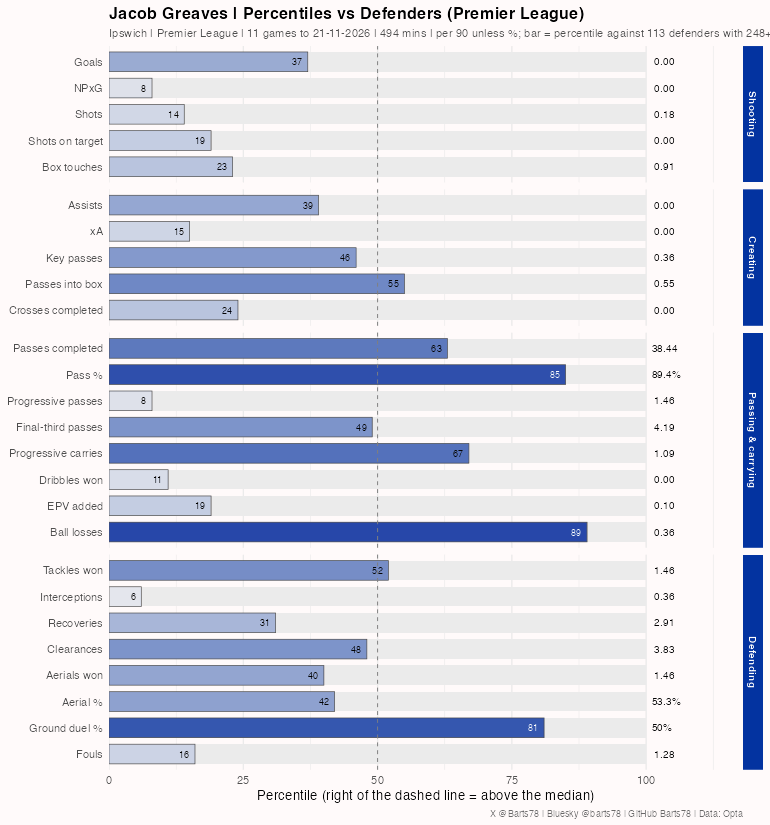 Jacob Greaves | Percentiles vs Defenders (Premier League)
Ipswich | Premier League | 11 games to 21-11-2026 | 494 mins | per 90 unless %; bar = percentile against 113 defenders with 248+
Shooting
Goals 37 0.00
NPxG 8 0.00
Shots 14 0.18
Shots on target 19 0.00
Box touches 23 0.91
Creating
Assists 39 0.00
xA 15 0.00
Key passes 46 0.36
Passes into box 55 0.55
Crosses completed 24 0.00
Passing & carrying
Passes completed 63 38.44
Pass % 85 89.4%
Progressive passes 8 1.46
Final-third passes 49 4.19
Progressive carries 67 1.09
Dribbles won 11 0.00
EPV added 19 0.10
Ball losses 89 0.36
Defending
Tackles won 52 1.46
Interceptions 6 0.36
Recoveries 31 2.91
Clearances 48 3.83
Aerials won 40 1.46
Aerial % 42 53.3%
Ground duel % 81 50%
Fouls 16 1.28
0 25 50 75 100
Percentile (right of the dashed line = above the median)
X @Barts78 | Bluesky @barts78 | GitHub Barts78 | Data: Opta